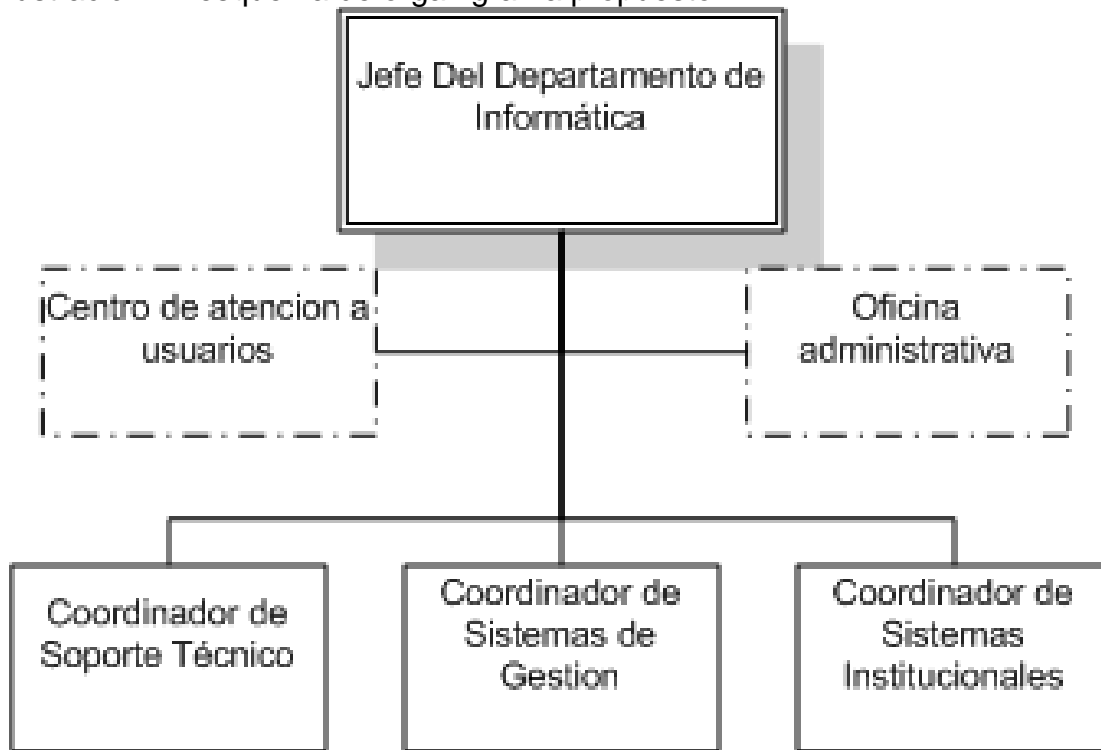 Jefe Del Departamento de
Informática
Centro de atencion a
usuarios
Oficina
administrativa
Coordinador de
Soporte Técnico
Coordinador de
Sistemas de
Gestion
Coordinador de
Sistemas
Institucionales